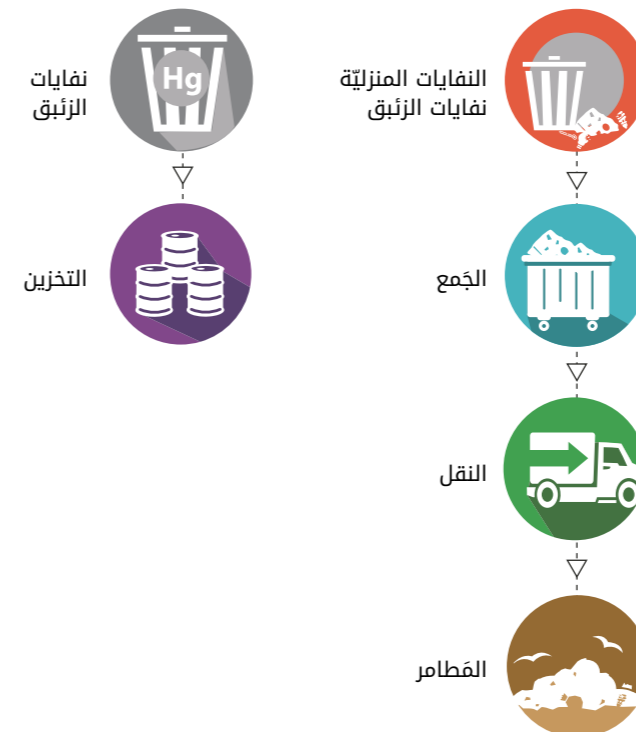 النفايات المنزليّة
نفايات الزئبق
الجَمع
النقل
المَطامر
Hg
نفايات
الزئبق
التخزين